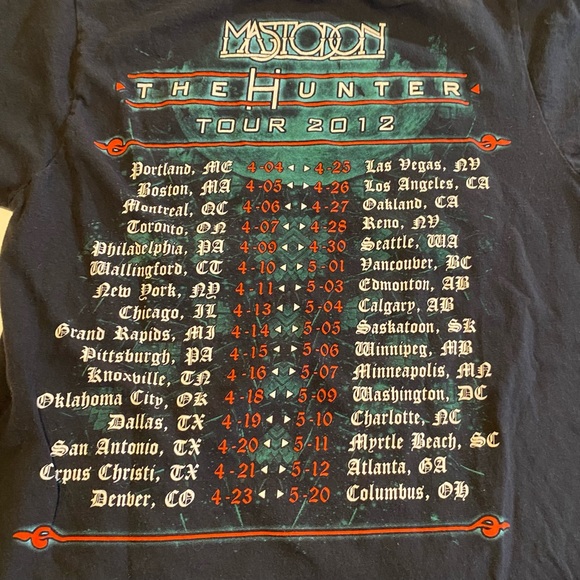 MASTODON
THE HUNTER
TOUR 2012
Portland, ME 4-04 ◄ ► 4-25 Las Vegas, NV
Boston, MA 4-05 ◄ ► 4-26 Los Angeles, CA
Montreal, QC 4-06 ◄ ► 4-27 Oakland, CA
Toronto, ON 4-07 ◄ ► 4-28 Reno, NV
Philadelphia, PA 4-09 ◄ ► 4-30 Seattle, WA
Wallingford, CT 4-10 ◄ ► 5-01 Vancouver, BC
New York, NY 4-11 ◄ ► 5-03 Edmonton, AB
Chicago, IL 4-13 ◄ ► 5-04 Calgary, AB
Grand Rapids, MI 4-14 ◄ ► 5-05 Saskatoon, SK
Pittsburgh, PA 4-15 ◄ ► 5-06 Winnipeg, MB
Knoxville, TN 4-16 ◄ ► 5-07 Minneapolis, MN
Oklahoma City, OK 4-18 ◄ ► 5-09 Washington, DC
Dallas, TX 4-19 ◄ ► 5-10 Charlotte, NC
San Antonio, TX 4-20 ◄ ► 5-11 Myrtle Beach, SC
Crpus Christi, TX 4-21 ◄ ► 5-12 Atlanta, GA
Denver, CO 4-23 ◄ ► 5-20 Columbus, OH